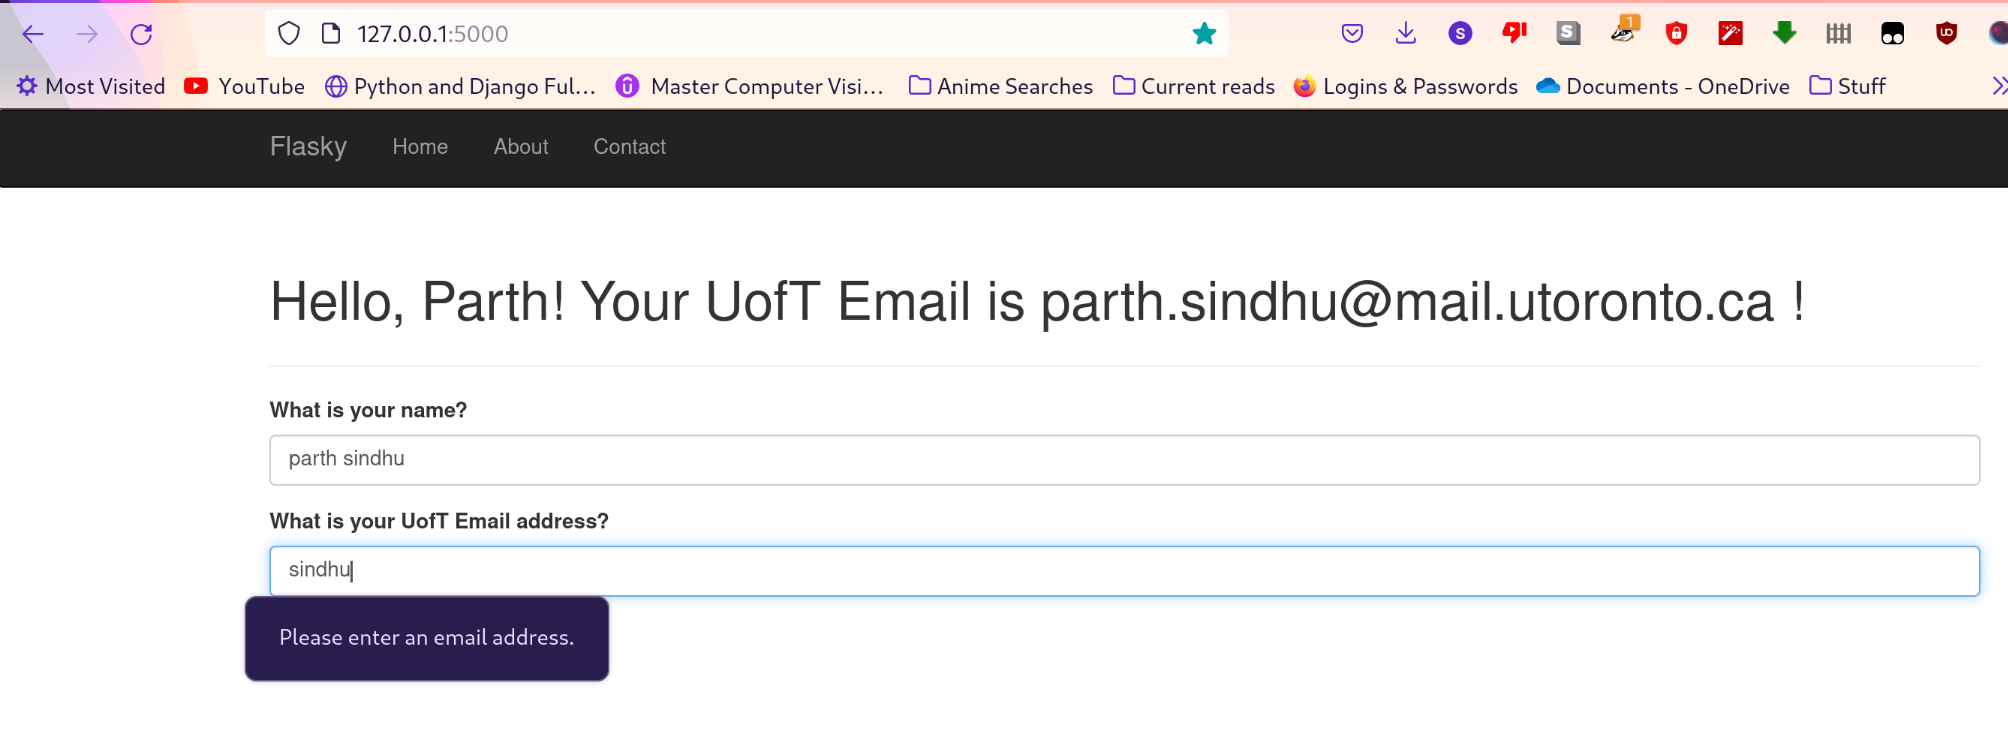 127.0.0.1:5000
S S 1 uo
Most Visited YouTube Python and Django Ful... Master Computer Visi... Anime Searches Current reads Logins & Passwords Documents - OneDrive Stuff
Flasky Home About Contact
Hello, Parth! Your UofT Email is parth.sindhu@mail.utoronto.ca !
What is your name?
parth sindhu
What is your UofT Email address?
sindhu
Please enter an email address.